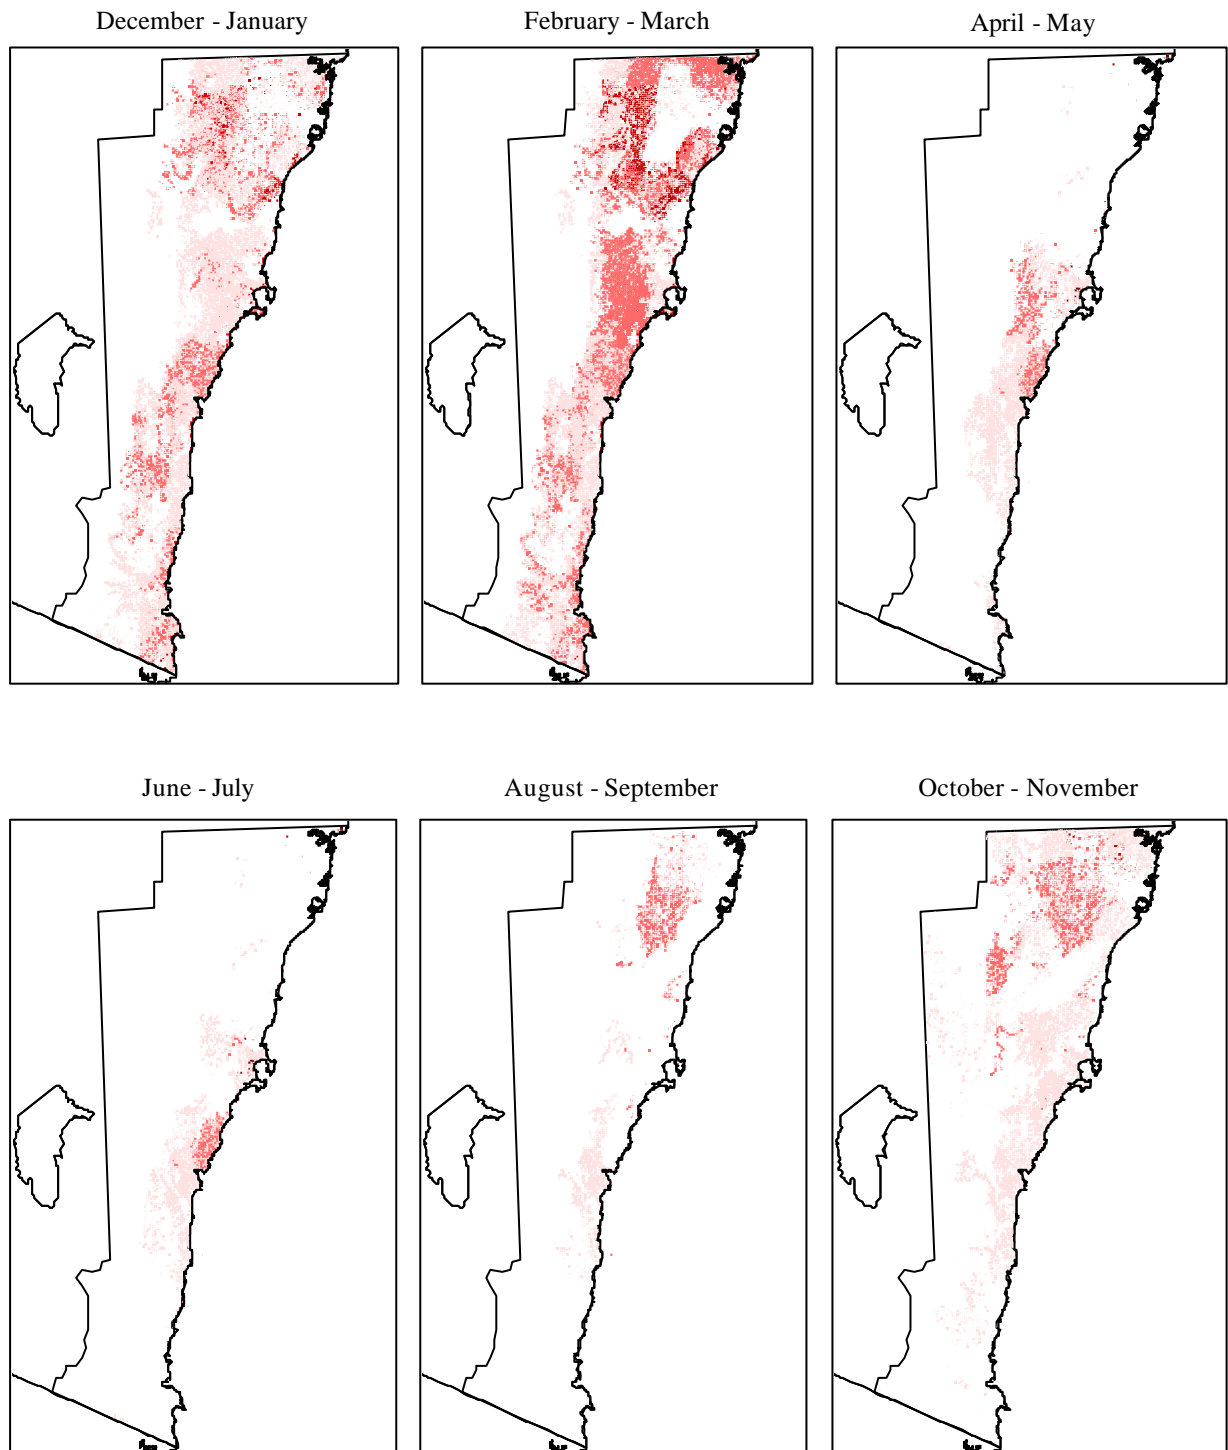 December - January
February - March
April - May
June - July
August - September
October - November